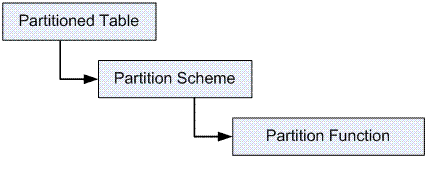 Partitioned Table
Partition Scheme
Partition Function